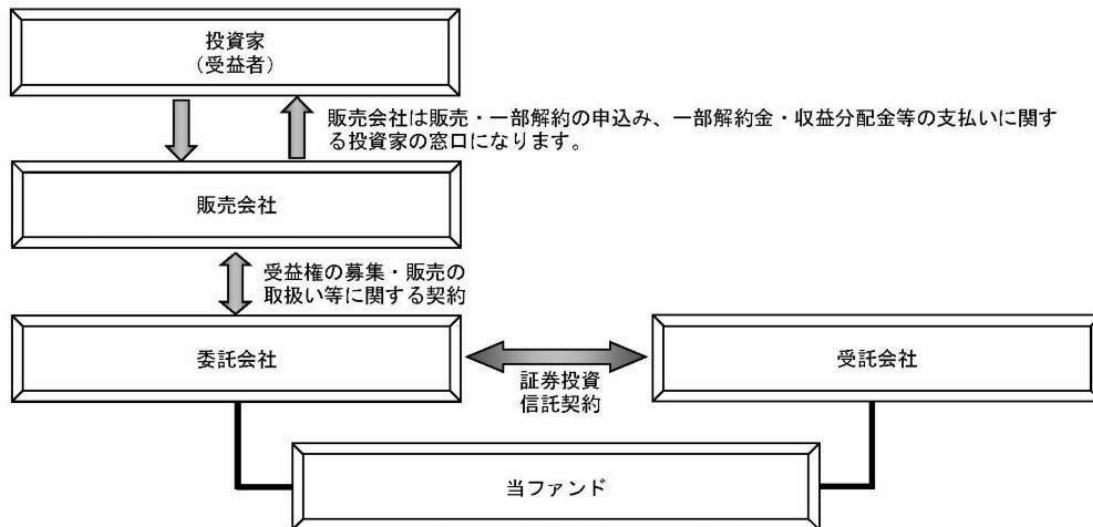 投資家
（受益者）
販売会社は販売・一部解約の申込み、一部解約金・収益分配金等の支払いに関す
る投資家の窓口になります。
販売会社
受益権の募集・販売の
取扱い等に関する契約
委託会社
証券投資
信託契約
受託会社
当ファンド